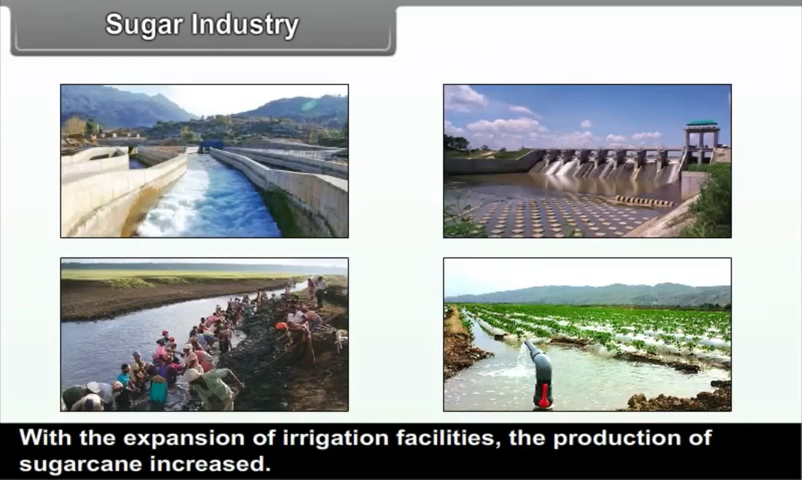 Sugar Industry
With the expansion of irrigation facilities, the production of
sugarcane increased.